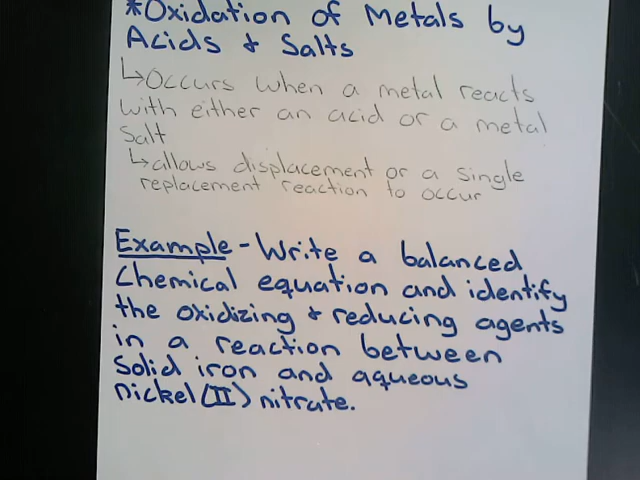 *Oxidation of Metals by
Acids & Salts
↳Occurs when a metal reacts
with either an acid or a metal
Salt
↳allows displacement or a single
replacement reaction to occur
Example - Write a balanced
Chemical equation and identify
the oxidizing & reducing agents
in a reaction between
Solid iron and aqueous
nickel(II) nitrate.